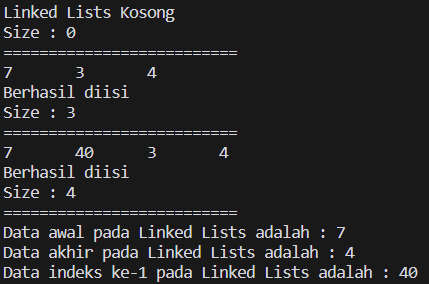 Linked Lists Kosong
Size : 0
==========================
7       3       4
Berhasil diisi
Size : 3
==========================
7       40      3       4
Berhasil diisi
Size : 4
==========================
Data awal pada Linked Lists adalah : 7
Data akhir pada Linked Lists adalah : 4
Data indeks ke-1 pada Linked Lists adalah : 40